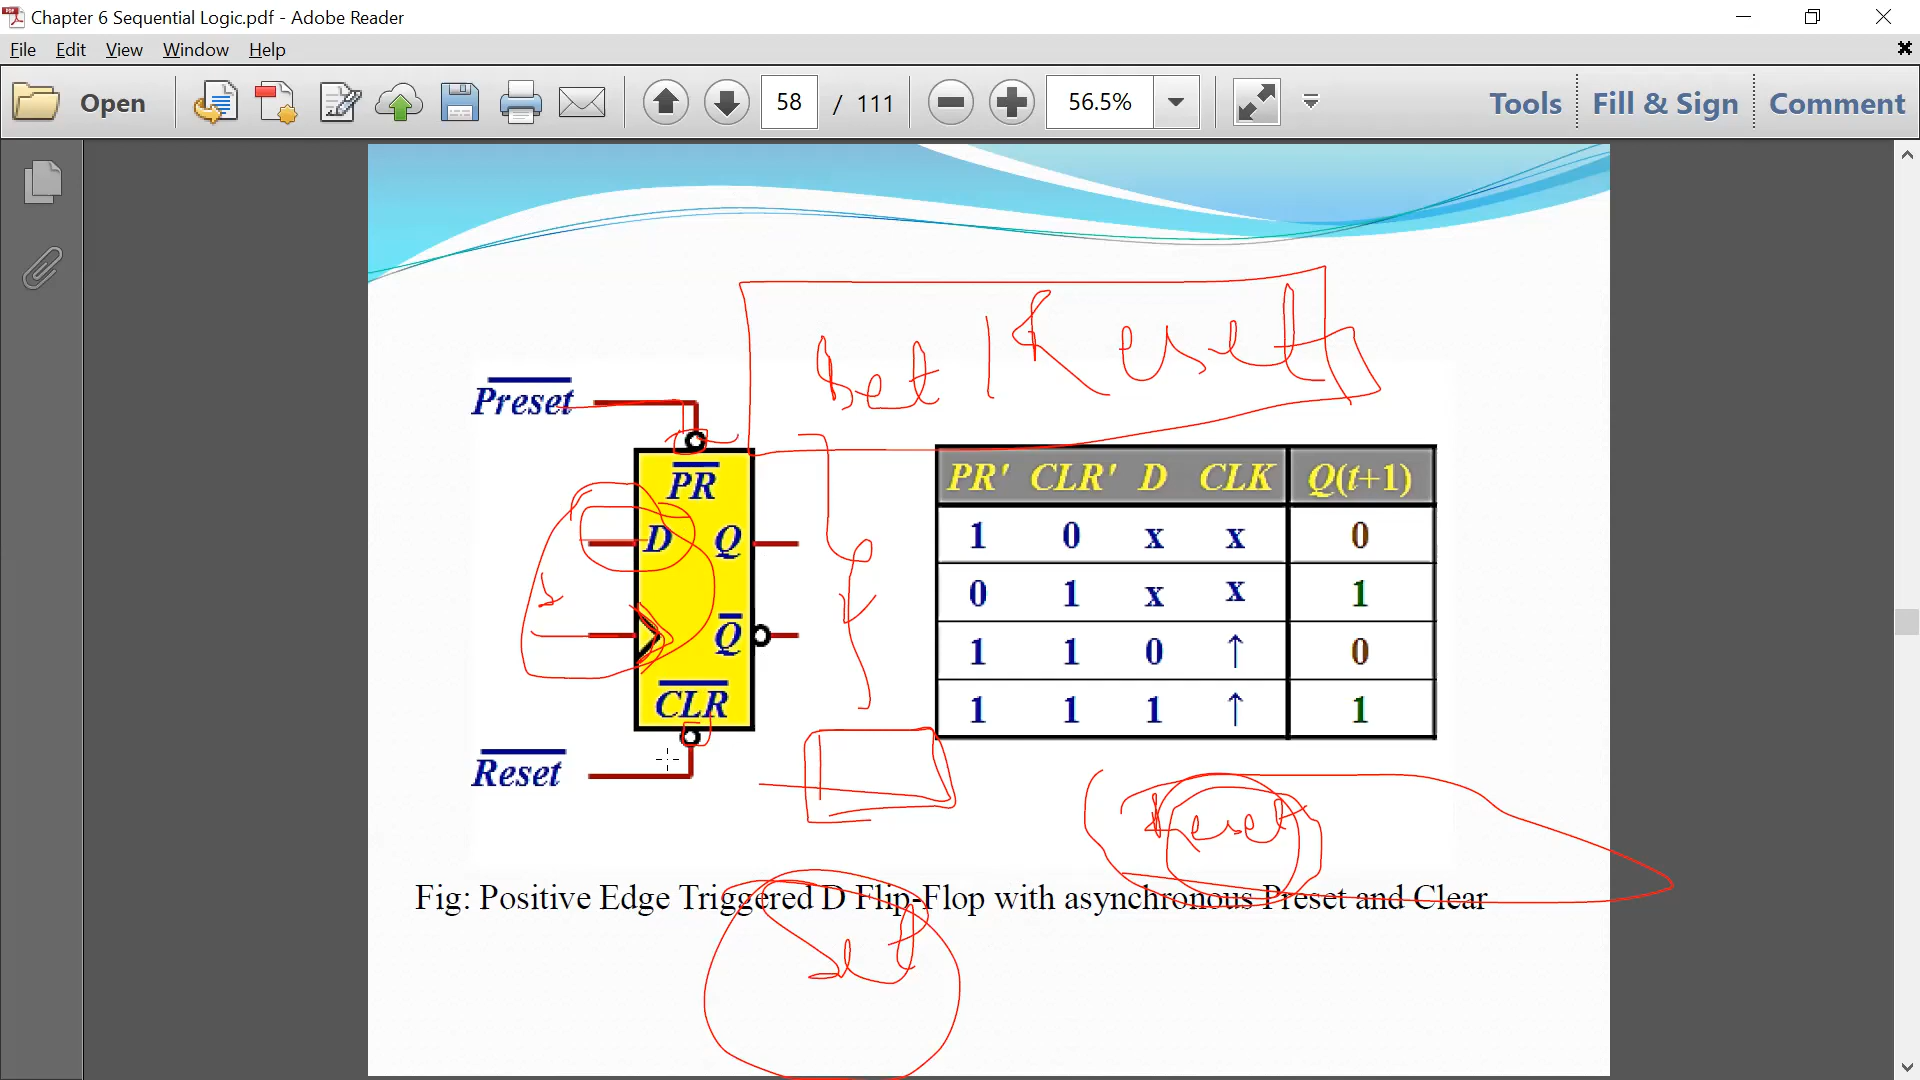 Chapter 6 Sequential Logic.pdf - Adobe Reader
File Edit View Window Help
Open 58 / 111 56.5% Tools Fill & Sign Comment
Set | Reset
Preset
PR
D Q
Q
CLR
Reset
PR' CLR' D CLK Q(t+1)
1 0 x x 0
0 1 x x 1
1 1 0 ↑ 0
1 1 1 ↑ 1
Reset
Fig: Positive Edge Triggered D Flip-Flop with asynchronous Preset and Clear
set